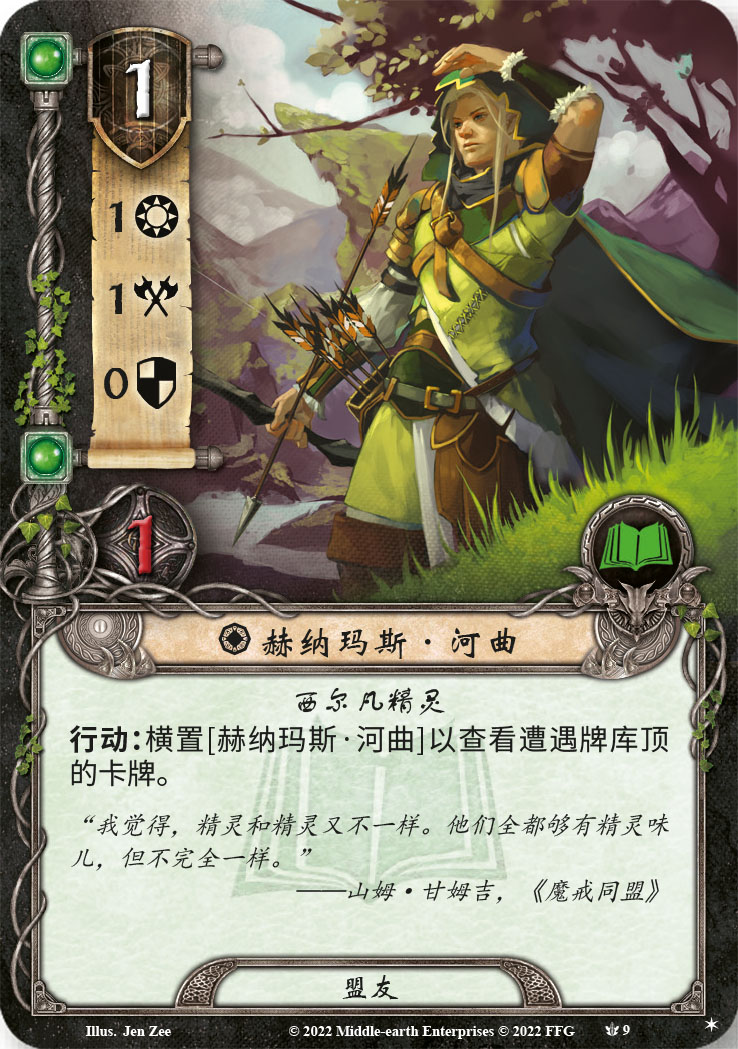 1
1
1
0
1
赫纳玛斯·河曲
西尔凡精灵
行动：横置[赫纳玛斯·河曲]以查看遭遇牌库顶
的卡牌。
“我觉得，精灵和精灵又不一样。他们全都够有精灵味
儿，但不完全一样。”
——山姆·甘姆吉，《魔戒同盟》
盟友
Illus. Jen Zee © 2022 Middle-earth Enterprises © 2022 FFG 9